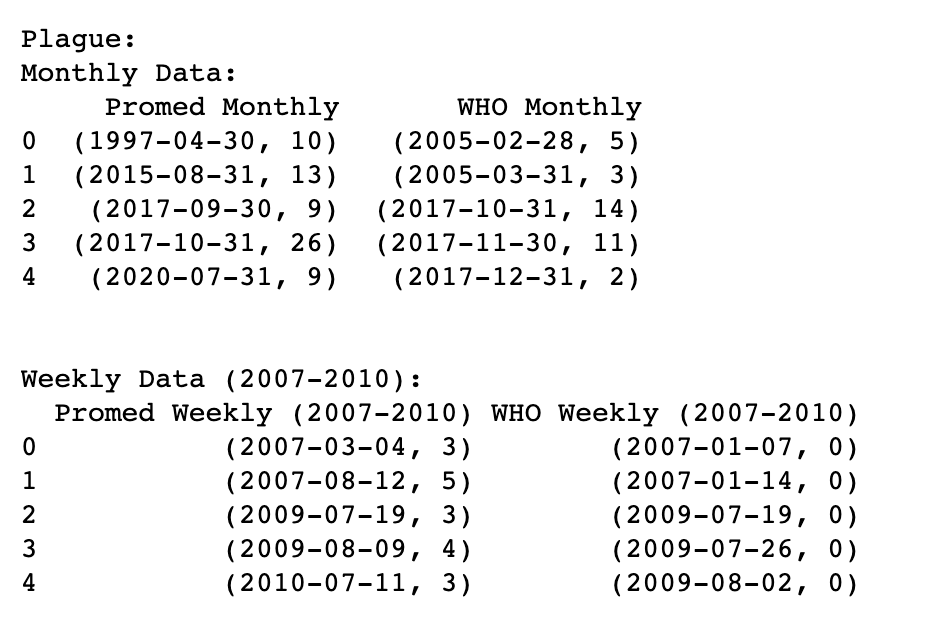 Plague:
Monthly Data:
     Promed Monthly       WHO Monthly
0  (1997-04-30, 10)   (2005-02-28, 5)
1  (2015-08-31, 13)   (2005-03-31, 3)
2   (2017-09-30, 9)  (2017-10-31, 14)
3  (2017-10-31, 26)  (2017-11-30, 11)
4   (2020-07-31, 9)   (2017-12-31, 2)
Weekly Data (2007-2010):
  Promed Weekly (2007-2010) WHO Weekly (2007-2010)
0           (2007-03-04, 3)        (2007-01-07, 0)
1           (2007-08-12, 5)        (2007-01-14, 0)
2           (2009-07-19, 3)        (2009-07-19, 0)
3           (2009-08-09, 4)        (2009-07-26, 0)
4           (2010-07-11, 3)        (2009-08-02, 0)